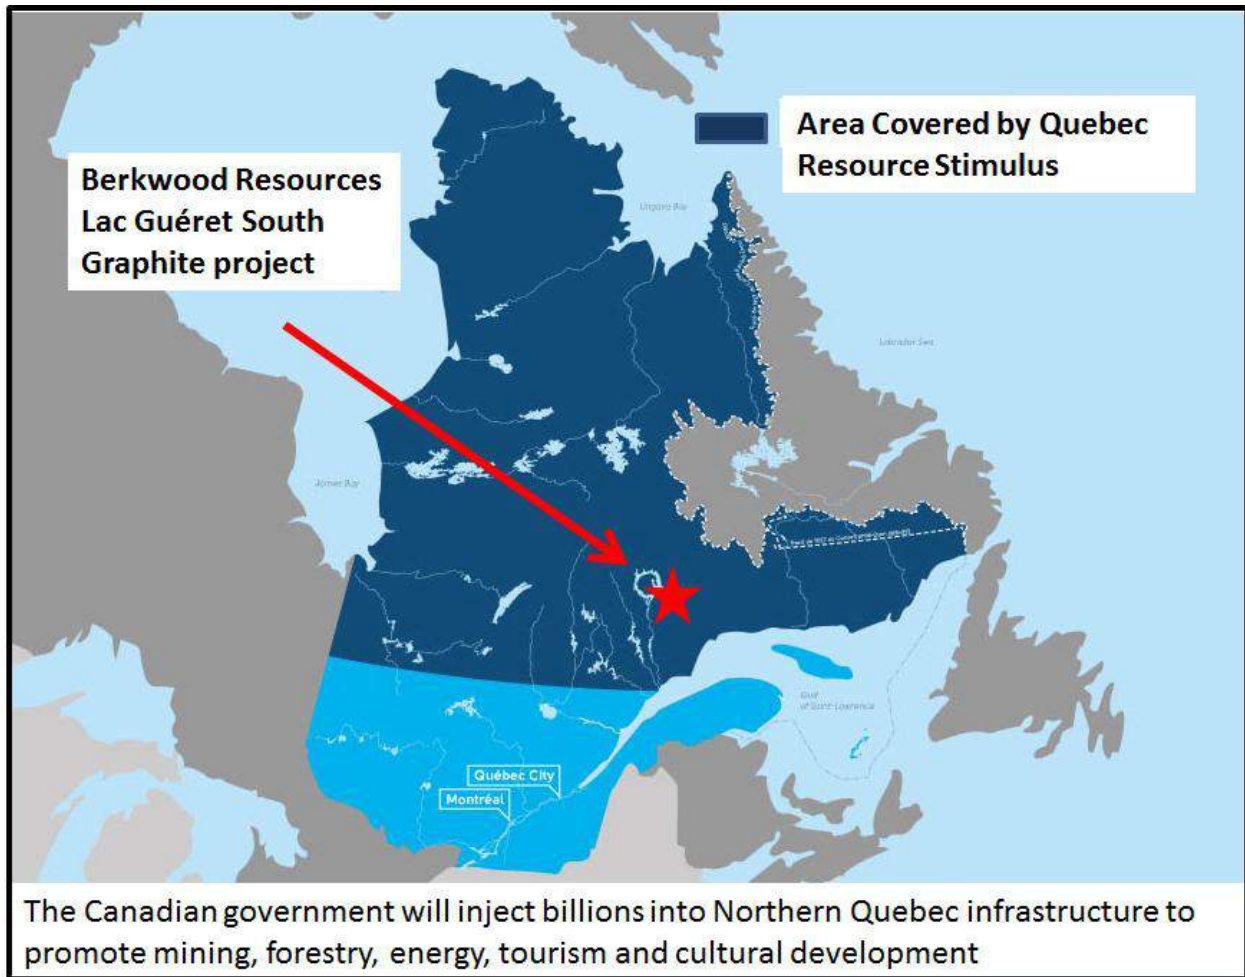 Area Covered by Quebec
Resource Stimulus
Berkwood Resources
Lac Guéret South
Graphite project
Ungava Bay
Labrador Sea
James Bay
Gulf
of Saint-Lawrence
Québec City
Montréal
The Canadian government will inject billions into Northern Quebec infrastructure to
promote mining, forestry, energy, tourism and cultural development